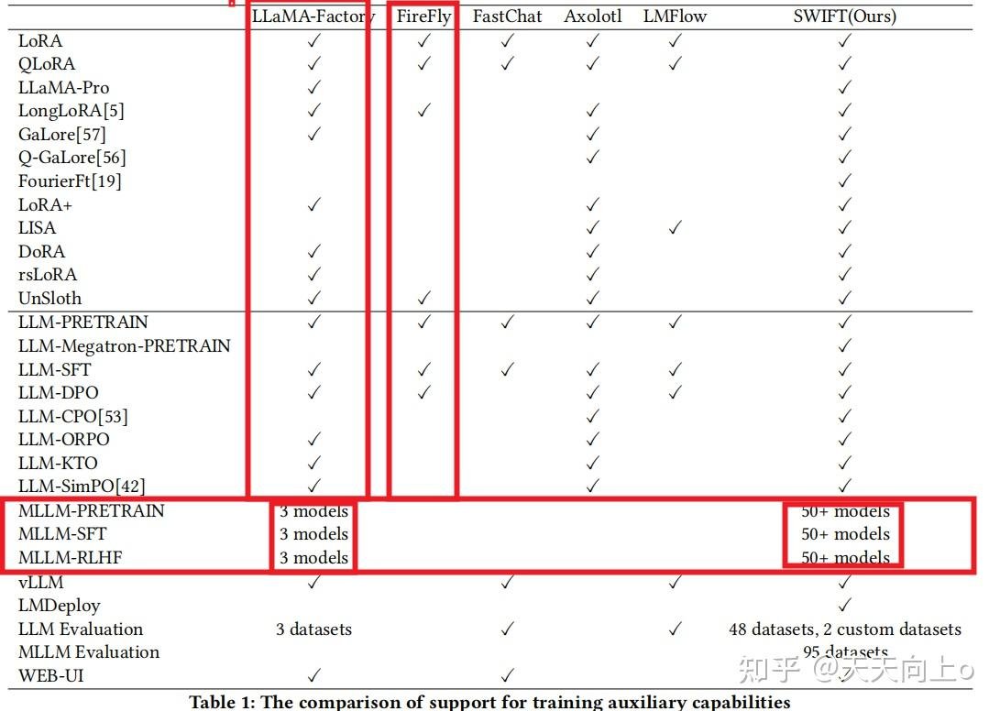 LLaMA-Factory FireFly FastChat Axolotl LMFlow SWIFT(Ours)
LoRA ✓ ✓ ✓ ✓ ✓ ✓
QLoRA ✓ ✓ ✓ ✓ ✓ ✓
LLaMA-Pro ✓ ✓
LongLoRA[5] ✓ ✓ ✓ ✓
GaLore[57] ✓ ✓ ✓
Q-GaLore[56] ✓ ✓
FourierFt[19] ✓
LoRA+ ✓ ✓ ✓
LISA ✓ ✓ ✓
DoRA ✓ ✓ ✓
rsLoRA ✓ ✓ ✓
UnSloth ✓ ✓ ✓ ✓
LLM-PRETRAIN ✓ ✓ ✓ ✓ ✓ ✓
LLM-Megatron-PRETRAIN ✓
LLM-SFT ✓ ✓ ✓ ✓ ✓ ✓
LLM-DPO ✓ ✓ ✓ ✓ ✓
LLM-CPO[53] ✓ ✓
LLM-ORPO ✓ ✓ ✓
LLM-KTO ✓ ✓ ✓
LLM-SimPO[42] ✓ ✓ ✓
MLLM-PRETRAIN 3 models 50+ models
MLLM-SFT 3 models 50+ models
MLLM-RLHF 3 models 50+ models
vLLM ✓ ✓ ✓ ✓
LMDeploy ✓
LLM Evaluation 3 datasets ✓ ✓ 48 datasets, 2 custom datasets
MLLM Evaluation 95 datasets
WEB-UI ✓ ✓ ✓
知乎 @天天向上o
Table 1: The comparison of support for training auxiliary capabilities